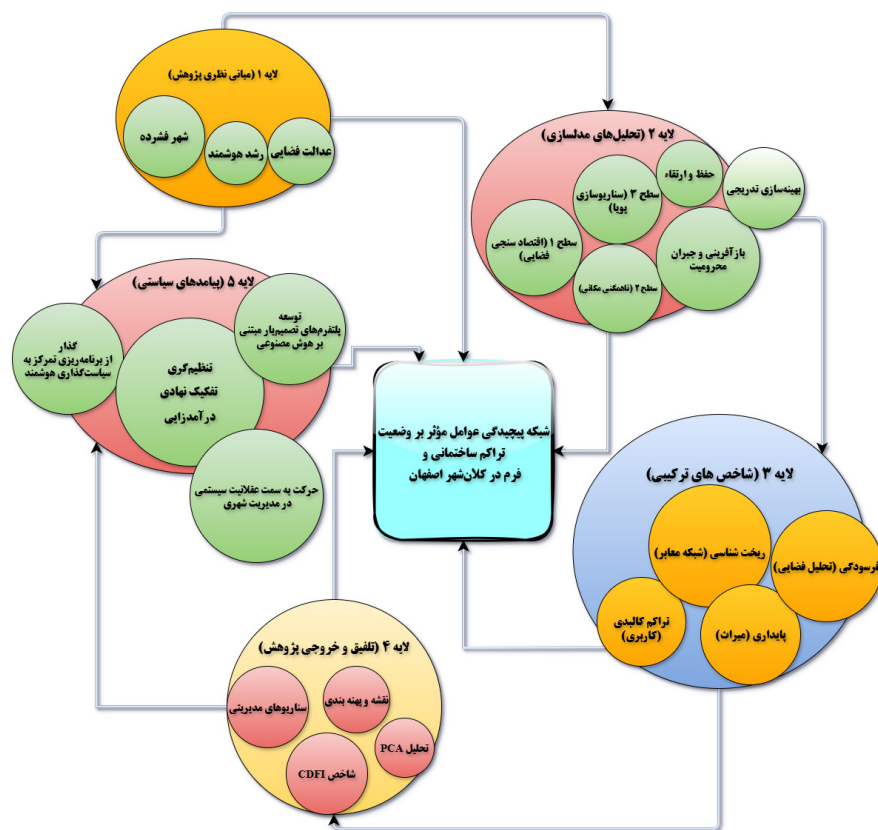 لایه ۱ (مبانی نظری پژوهش)
شهر فشرده
رشد هوشمند
عدالت فضایی
لایه ۲ (تحلیل‌های مدلسازی)
حفظ و ارتقاء
بهینه‌سازی تدریجی
سطح ۳ (سناریوسازی
پویا)
سطح ۱ (اقتصاد سنجی
فضایی)
بازآفرینی و جبران
محرومیت
سطح ۲ (ناهمگنی مکانی)
لایه ۵ (پیامدهای سیاستی)
توسعه
پلتفرم‌های تصمیم‌یار مبتنی
بر هوش مصنوعی
گذار
از برنامه‌ریزی تمرکز به
سیاست‌گذاری هوشمند
تنظیم‌گری
تفکیک نهادی
درآمدزایی
حرکت به سمت عقلانیت سیستمی
در مدیریت شهری
شبکه پیچیدگی عوامل مؤثر بر وضعیت
تراکم ساختمانی و
فرم در کلان‌شهر اصفهان
لایه ۳ (شاخص های ترکیبی)
ریخت شناسی (شبکه معابر)
فرسودگی (تحلیل فضایی)
تراکم کالبدی
(کاربری)
پایداری (میراث)
لایه ۴ (تلفیق و خروجی پژوهش)
نقشه و پهنه بندی
سناریوهای مدیریتی
تحلیل PCA
شاخص CDFI